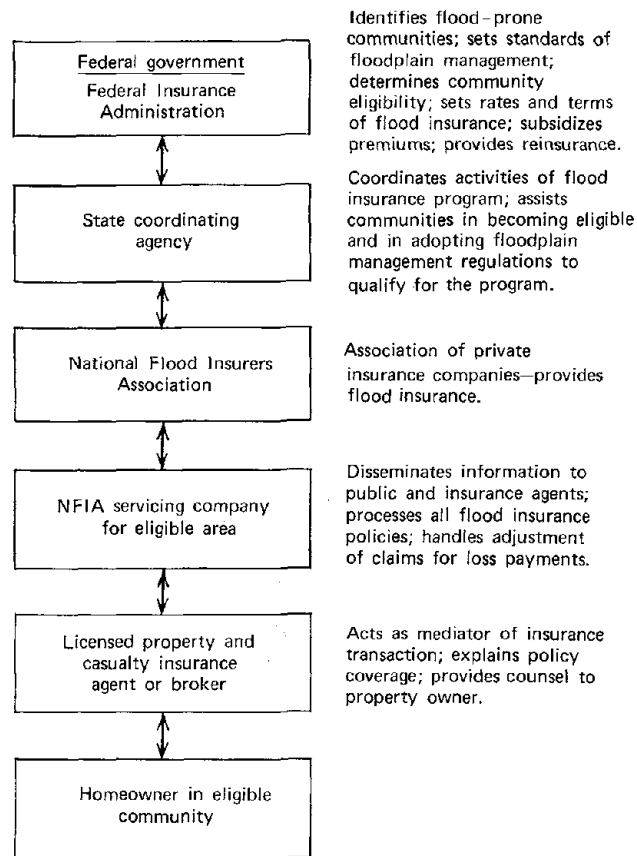 Federal government
Federal Insurance
Administration
Identifies flood-prone
communities; sets standards of
floodplain management;
determines community
eligibility; sets rates and terms
of flood insurance; subsidizes
premiums; provides reinsurance.
State coordinating
agency
Coordinates activities of flood
insurance program; assists
communities in becoming eligible
and in adopting floodplain
management regulations to
qualify for the program.
National Flood Insurers
Association
Association of private
insurance companies—provides
flood insurance.
NFIA servicing company
for eligible area
Disseminates information to
public and insurance agents;
processes all flood insurance
policies; handles adjustment
of claims for loss payments.
Licensed property and
casualty insurance
agent or broker
Acts as mediator of insurance
transaction; explains policy
coverage; provides counsel to
property owner.
Homeowner in eligible
community